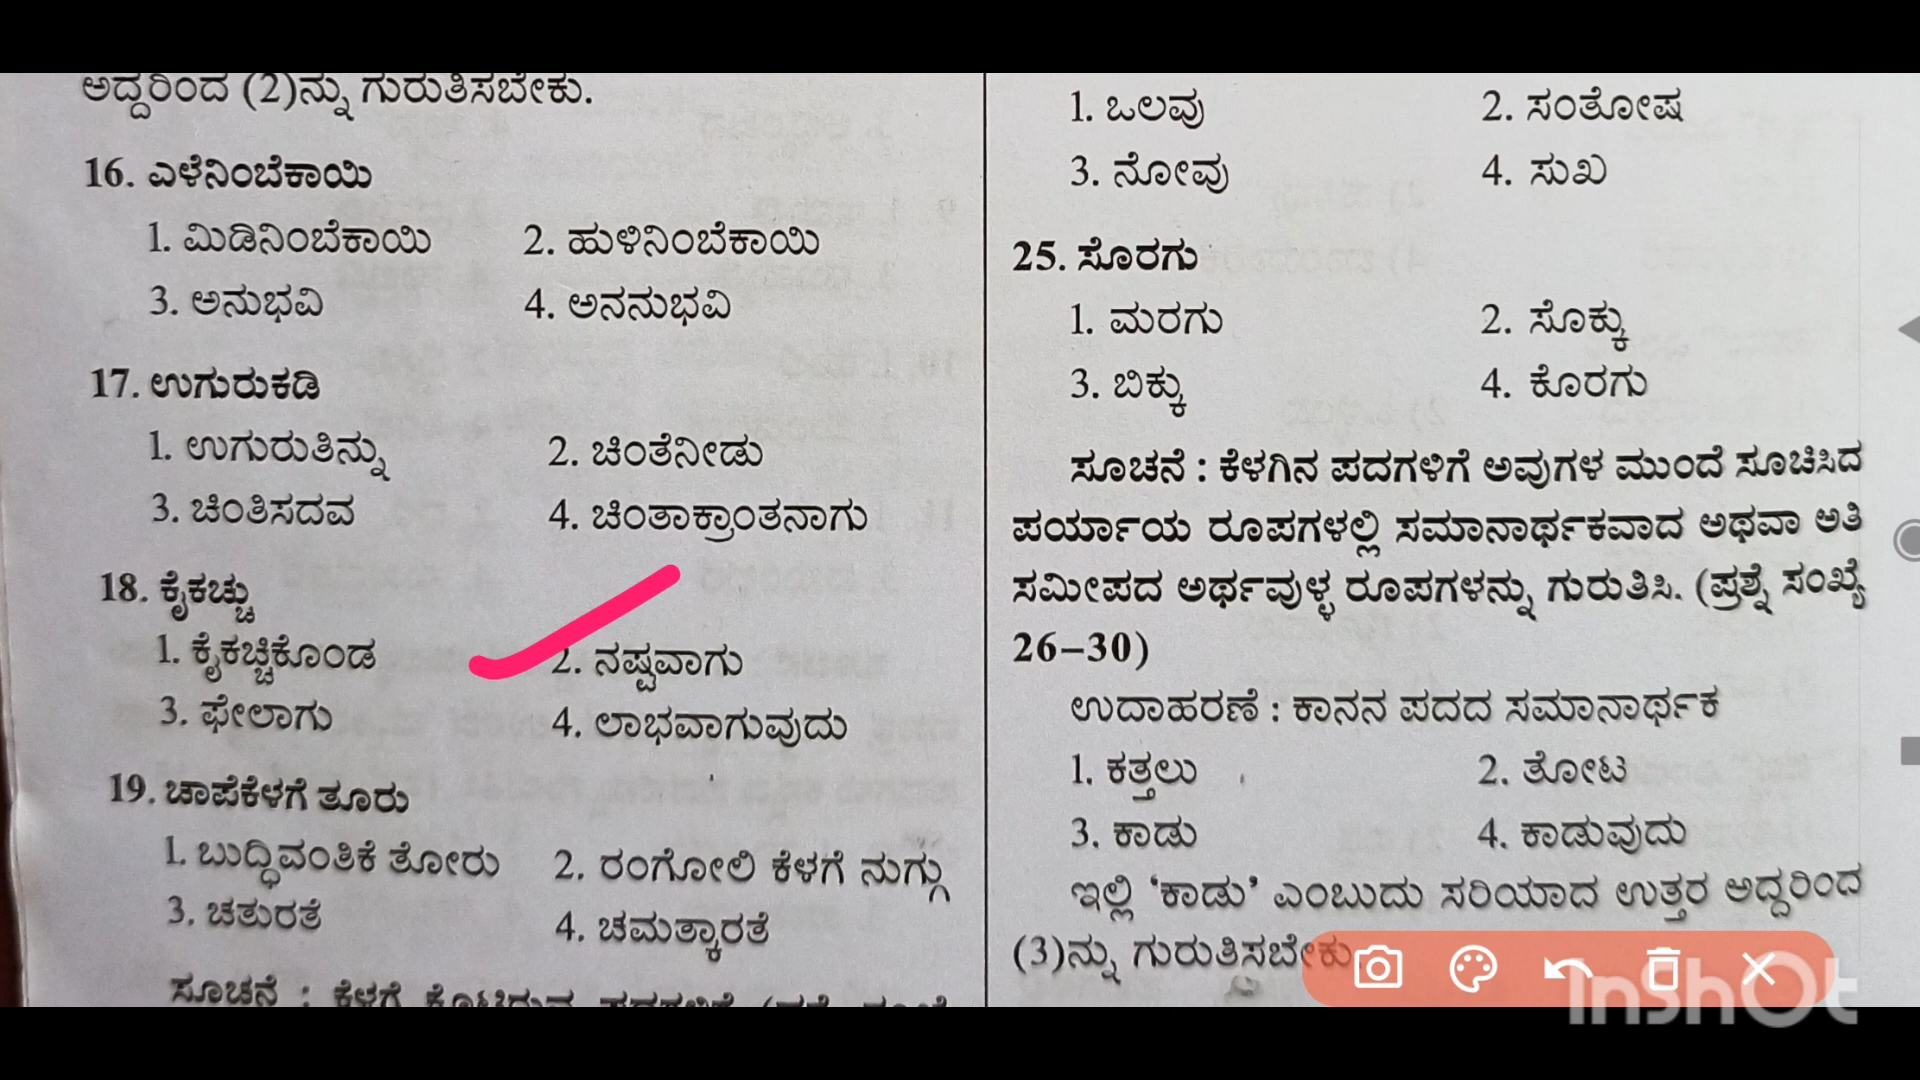 ಅದ್ದರಿಂದ (2)ನ್ನು ಗುರುತಿಸಬೇಕು.
16. ಎಳೆನಿಂಬೆಕಾಯಿ
1. ಮಿಡಿನಿಂಬೆಕಾಯಿ 2. ಹುಳಿನಿಂಬೆಕಾಯಿ
3. ಅನುಭವಿ 4. ಅನನುಭವಿ
17. ಉಗುರುಕಡಿ
1. ಉಗುರುತಿನ್ನು 2. ಚಿಂತೆನೀಡು
3. ಚಿಂತಿಸದವ 4. ಚಿಂತಾಕ್ರಾಂತನಾಗು
18. ಕೈಕಚ್ಚು
1. ಕೈಕಚ್ಚಿಕೊಂಡ 2. ನಷ್ಟವಾಗು
3. ಫೇಲಾಗು 4. ಲಾಭವಾಗುವುದು
19. ಚಾಪೆಕೆಳಗೆ ತೂರು
1. ಬುದ್ಧಿವಂತಿಕೆ ತೋರು 2. ರಂಗೋಲಿ ಕೆಳಗೆ ನುಗ್ಗು
3. ಚತುರತೆ 4. ಚಮತ್ಕಾರತೆ
ಸೂಚನೆ : ಕೆಳಗೆ
1. ಒಲವು 2. ಸಂತೋಷ
3. ನೋವು 4. ಸುಖ
25. ಸೊರಗು
1. ಮರಗು 2. ಸೊಕ್ಕು
3. ಬಿಕ್ಕು 4. ಕೊರಗು
ಸೂಚನೆ : ಕೆಳಗಿನ ಪದಗಳಿಗೆ ಅವುಗಳ ಮುಂದೆ ಸೂಚಿಸಿದ
ಪರ್ಯಾಯ ರೂಪಗಳಲ್ಲಿ ಸಮಾನಾರ್ಥಕವಾದ ಅಥವಾ ಅತಿ
ಸಮೀಪದ ಅರ್ಥವುಳ್ಳ ರೂಪಗಳನ್ನು ಗುರುತಿಸಿ. (ಪ್ರಶ್ನೆ ಸಂಖ್ಯೆ
26-30)
ಉದಾಹರಣೆ : ಕಾನನ ಪದದ ಸಮಾನಾರ್ಥಕ
1. ಕತ್ತಲು 2. ತೋಟ
3. ಕಾಡು 4. ಕಾಡುವುದು
ಇಲ್ಲಿ 'ಕಾಡು' ಎಂಬುದು ಸರಿಯಾದ ಉತ್ತರ ಅದ್ದರಿಂದ
(3)ನ್ನು ಗುರುತಿಸಬೇಕು.
InShOt